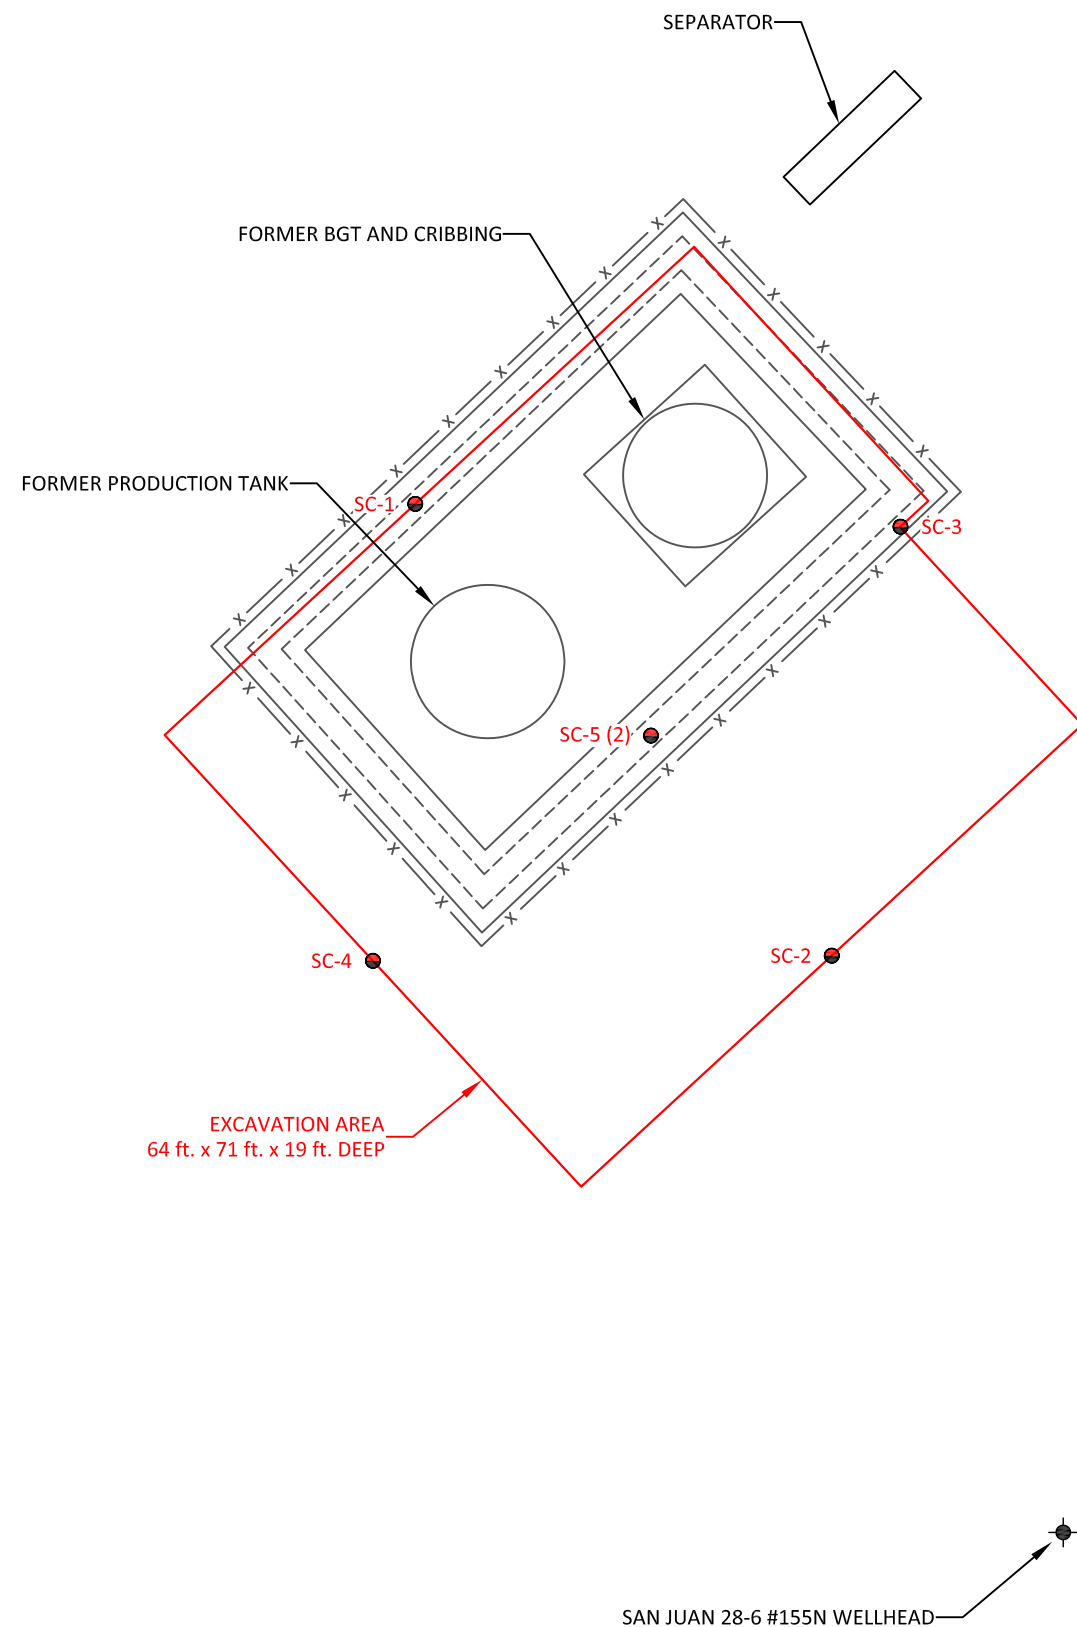 SEPARATOR
FORMER BGT AND CRIBBING
FORMER PRODUCTION TANK
SC-1
SC-3
SC-5 (2)
SC-4
SC-2
EXCAVATION AREA
64 ft. x 71 ft. x 19 ft. DEEP
SAN JUAN 28-6 #155N WELLHEAD